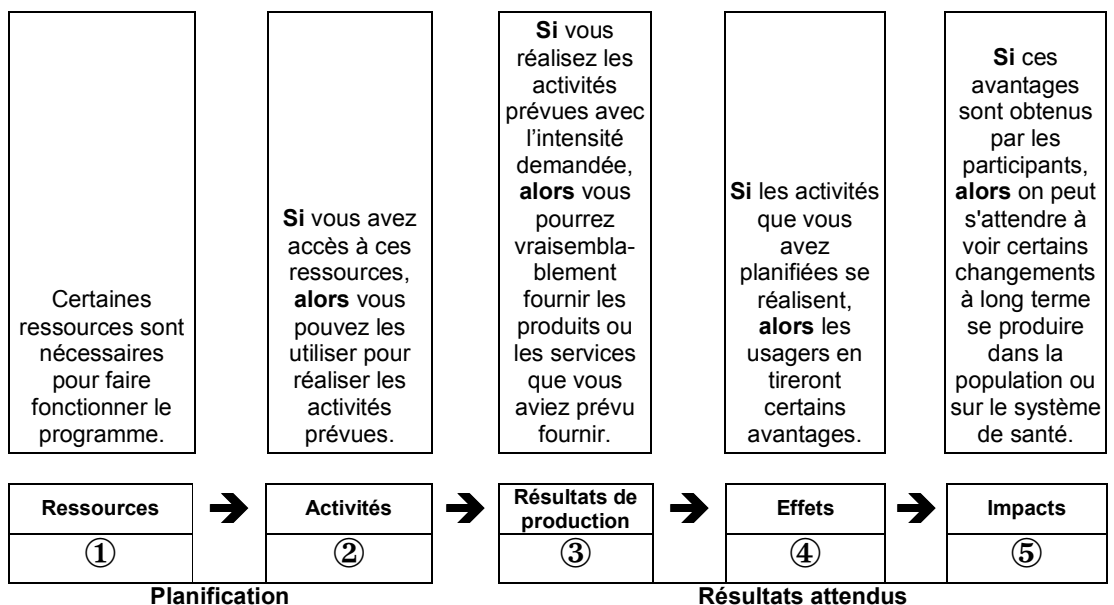 Certaines
ressources sont
nécessaires
pour faire
fonctionner le
programme.
Si vous avez
accès à ces
ressources,
alors vous
pouvez les
utiliser pour
réaliser les
activités
prévues.
Si vous
réalisez les
activités
prévues avec
l'intensité
demandée,
alors vous
pourrez
vraisembla-
blement
fournir les
produits ou
les services
que vous
aviez prévu
fournir.
Si les activités
que vous
avez
planifiées se
réalisent,
alors les
usagers en
tireront
certains
avantages.
Si ces
avantages
sont obtenus
par les
participants,
alors on peut
s'attendre à
voir certains
changements
à long terme
se produire
dans la
population ou
sur le système
de santé.
Ressources
①
Activités
②
Résultats de
production
③
Effets
④
Impacts
⑤
Planification
Résultats attendus